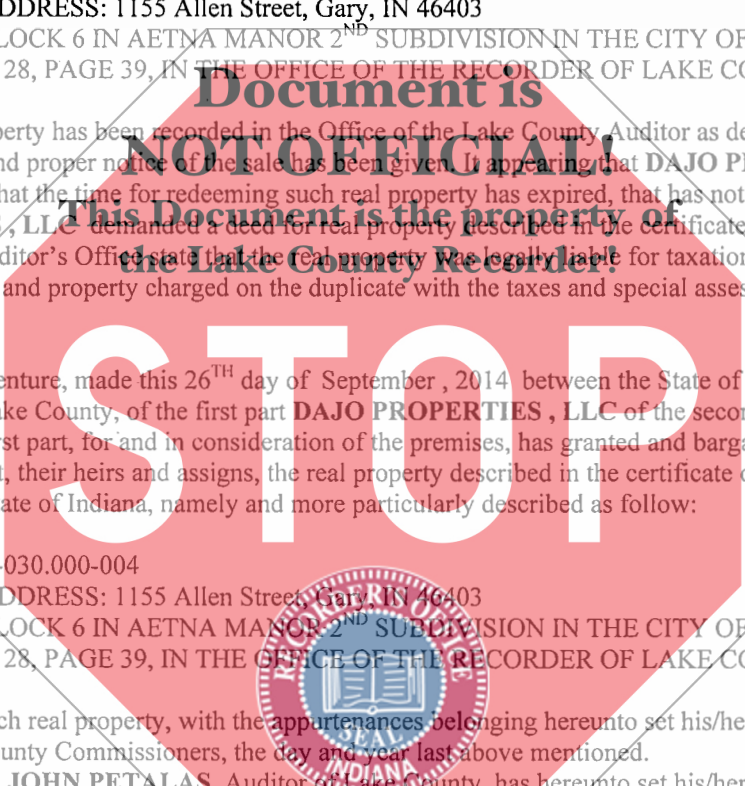 DDRESS: 1155 Allen Street, Gary, IN 46403
LOCK 6 IN AETNA MANOR 2ND SUBDIVISION IN THE CITY OF
28, PAGE 39, IN THE OFFICE OF THE RECORDER OF LAKE CO
Document is
perty has been recorded in the Office of the Lake County Auditor as de
NOT OFFICIAL!
nd proper notice of the sale has been given. It appearing that DAJO P
hat the time for redeeming such real property has expired, that has not
This Document is the property of
, LLC demanded a deed for real property described in the certificate
ditor's Office state that the real property was legally liable for taxation
the Lake County Recorder!
and property charged on the duplicate with the taxes and special asses
STOP
enture, made this 26TH day of September , 2014 between the State of
ake County, of the first part DAJO PROPERTIES , LLC of the secon
rst part, for and in consideration of the premises, has granted and barga
t, their heirs and assigns, the real property described in the certificate
ate of Indiana, namely and more particularly described as follow:
-030.000-004
DDRESS: 1155 Allen Street, Gary, IN 46403
LOCK 6 IN AETNA MANOR 2ND SUBDIVISION IN THE CITY OF
28, PAGE 39, IN THE OFFICE OF THE RECORDER OF LAKE CO
RECORDER'S OFFICE
SEAL
INDIANA
ch real property, with the appurtenances belonging hereunto set his/he
unty Commissioners, the day and year last above mentioned.
JOHN PETALAS, Auditor of Lake County, has hereunto set his/her